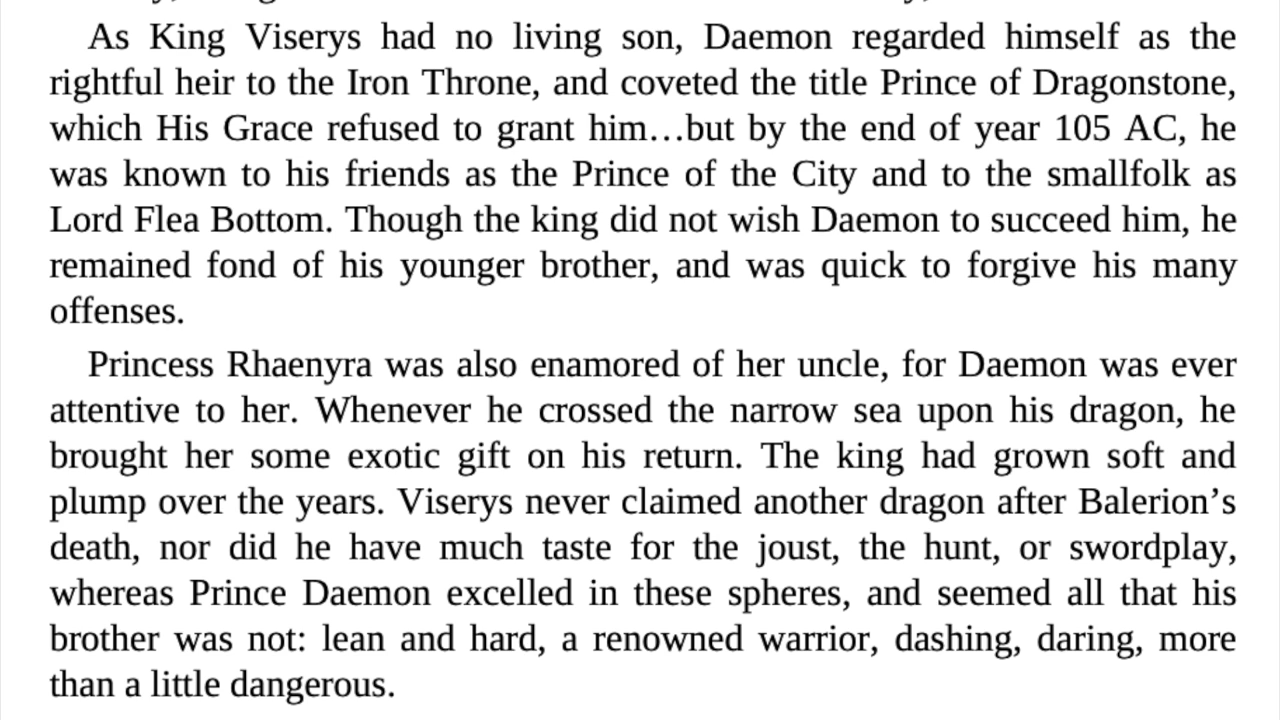 As King Viserys had no living son, Daemon regarded himself as the
rightful heir to the Iron Throne, and coveted the title Prince of Dragonstone,
which His Grace refused to grant him…but by the end of year 105 AC, he
was known to his friends as the Prince of the City and to the smallfolk as
Lord Flea Bottom. Though the king did not wish Daemon to succeed him, he
remained fond of his younger brother, and was quick to forgive his many
offenses.
Princess Rhaenyra was also enamored of her uncle, for Daemon was ever
attentive to her. Whenever he crossed the narrow sea upon his dragon, he
brought her some exotic gift on his return. The king had grown soft and
plump over the years. Viserys never claimed another dragon after Balerion’s
death, nor did he have much taste for the joust, the hunt, or swordplay,
whereas Prince Daemon excelled in these spheres, and seemed all that his
brother was not: lean and hard, a renowned warrior, dashing, daring, more
than a little dangerous.